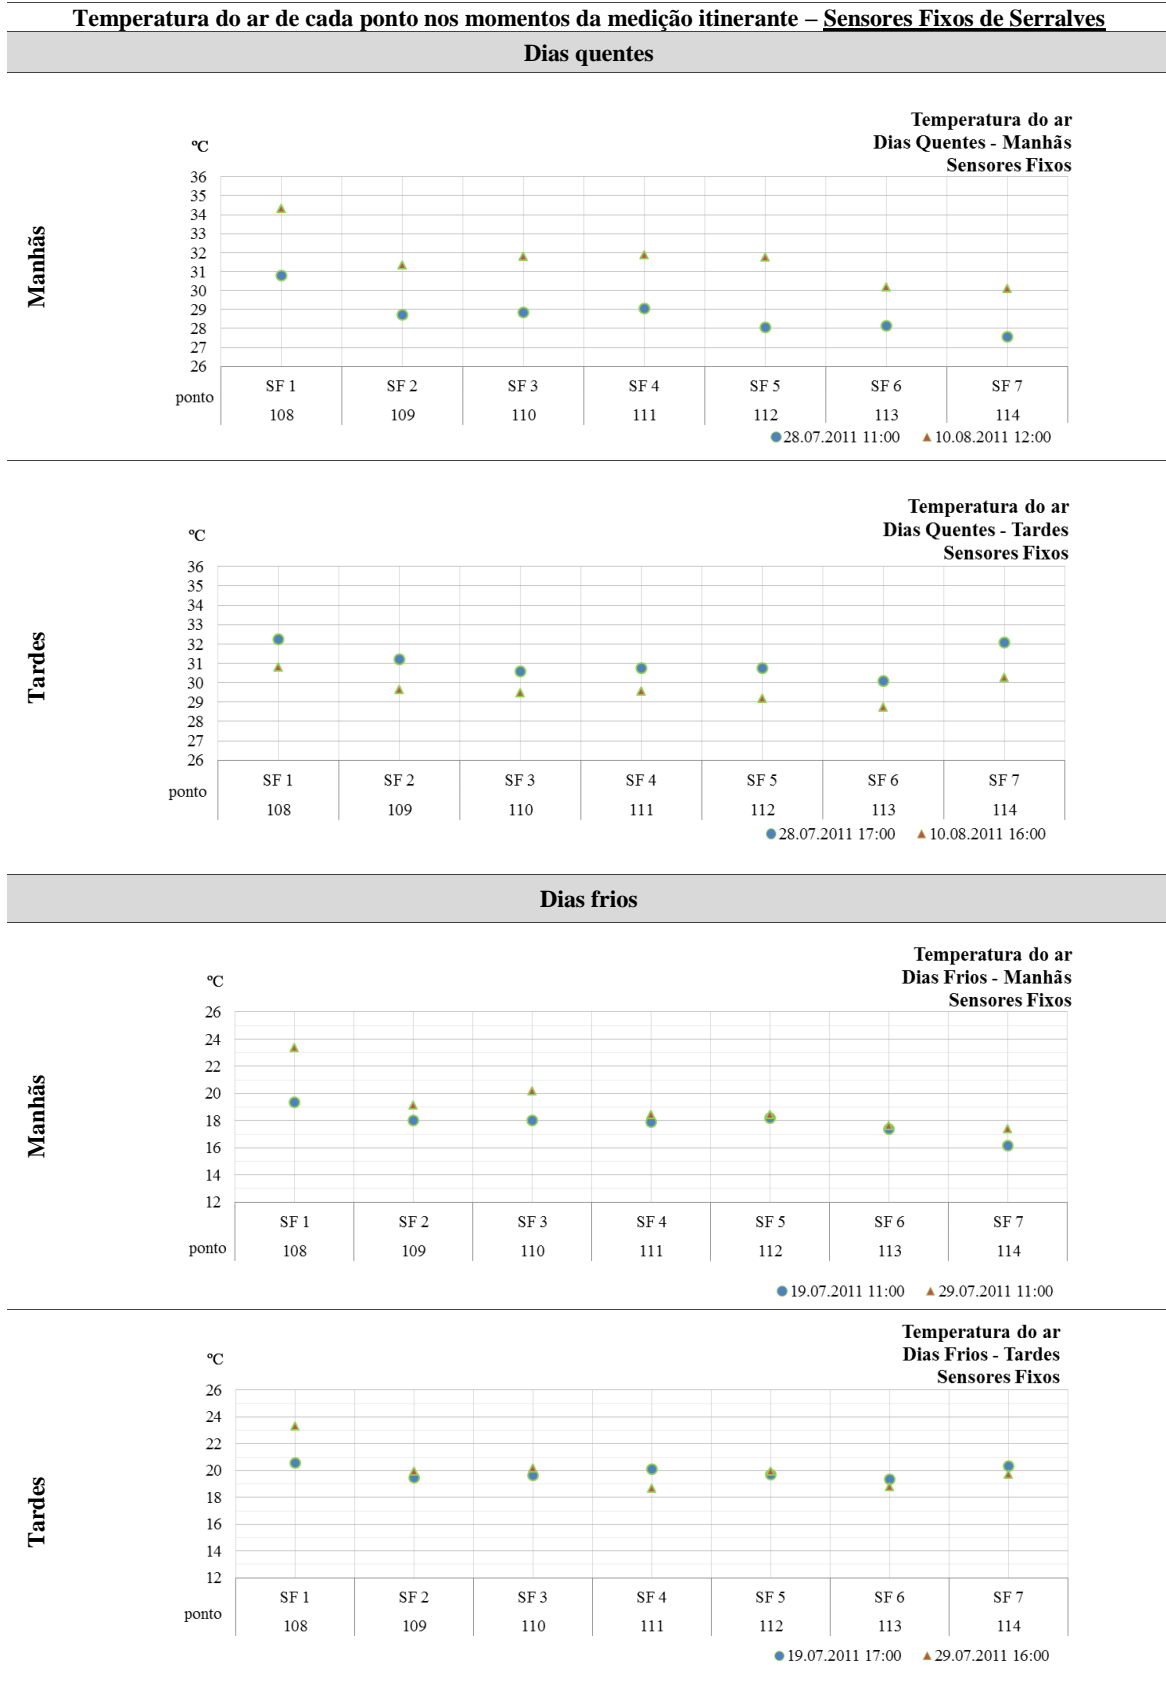 Temperatura do ar de cada ponto nos momentos da medição itinerante – Sensores Fixos de Serralves
Dias quentes
Manhãs
Temperatura do ar
Dias Quentes - Manhãs
Sensores Fixos
ºC
36
35
34
33
32
31
30
29
28
27
26
ponto
SF 1 SF 2 SF 3 SF 4 SF 5 SF 6 SF 7
108 109 110 111 112 113 114
28.07.2011 11:00 10.08.2011 12:00
Tardes
Temperatura do ar
Dias Quentes - Tardes
Sensores Fixos
ºC
36
35
34
33
32
31
30
29
28
27
26
ponto
SF 1 SF 2 SF 3 SF 4 SF 5 SF 6 SF 7
108 109 110 111 112 113 114
28.07.2011 17:00 10.08.2011 16:00
Dias frios
Manhãs
Temperatura do ar
Dias Frios - Manhãs
Sensores Fixos
ºC
26
24
22
20
18
16
14
12
ponto
SF 1 SF 2 SF 3 SF 4 SF 5 SF 6 SF 7
108 109 110 111 112 113 114
19.07.2011 11:00 29.07.2011 11:00
Tardes
Temperatura do ar
Dias Frios - Tardes
Sensores Fixos
ºC
26
24
22
20
18
16
14
12
ponto
SF 1 SF 2 SF 3 SF 4 SF 5 SF 6 SF 7
108 109 110 111 112 113 114
19.07.2011 17:00 29.07.2011 16:00